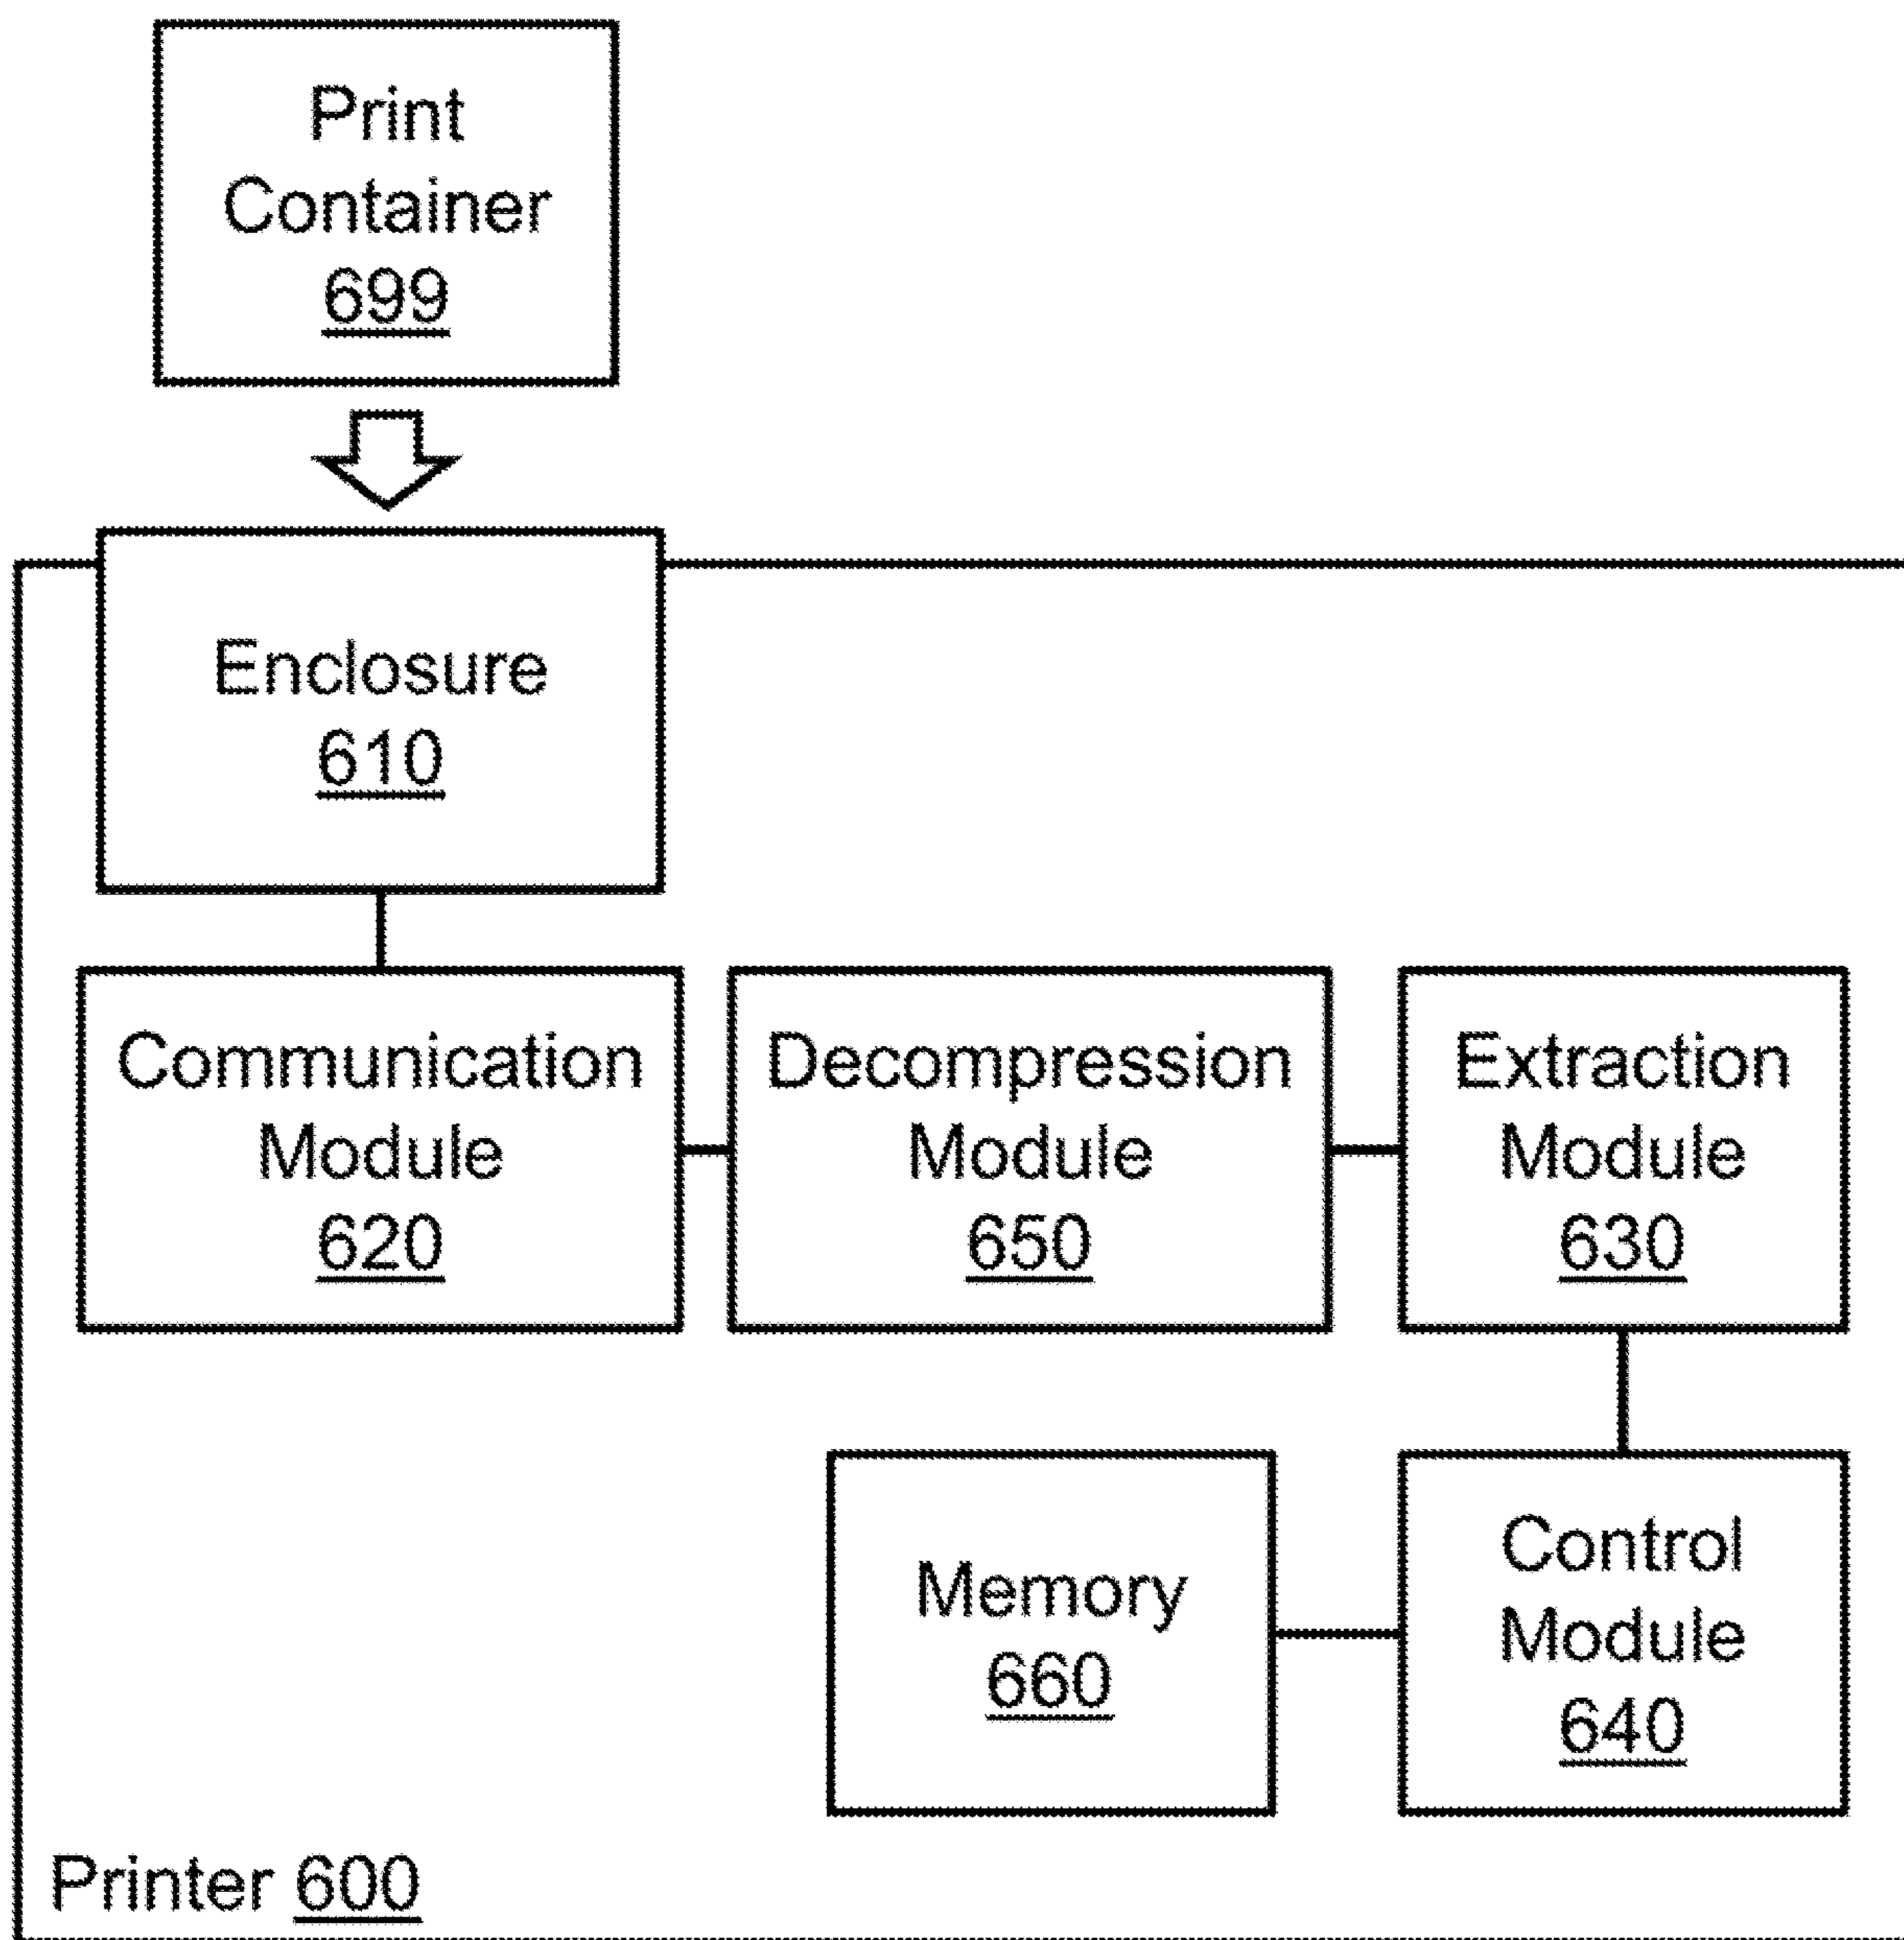 Print
Container
699
Enclosure
610
Communication
Module
620
Decompression
Module
650
Extraction
Module
630
Memory
660
Control
Module
640
Printer 600